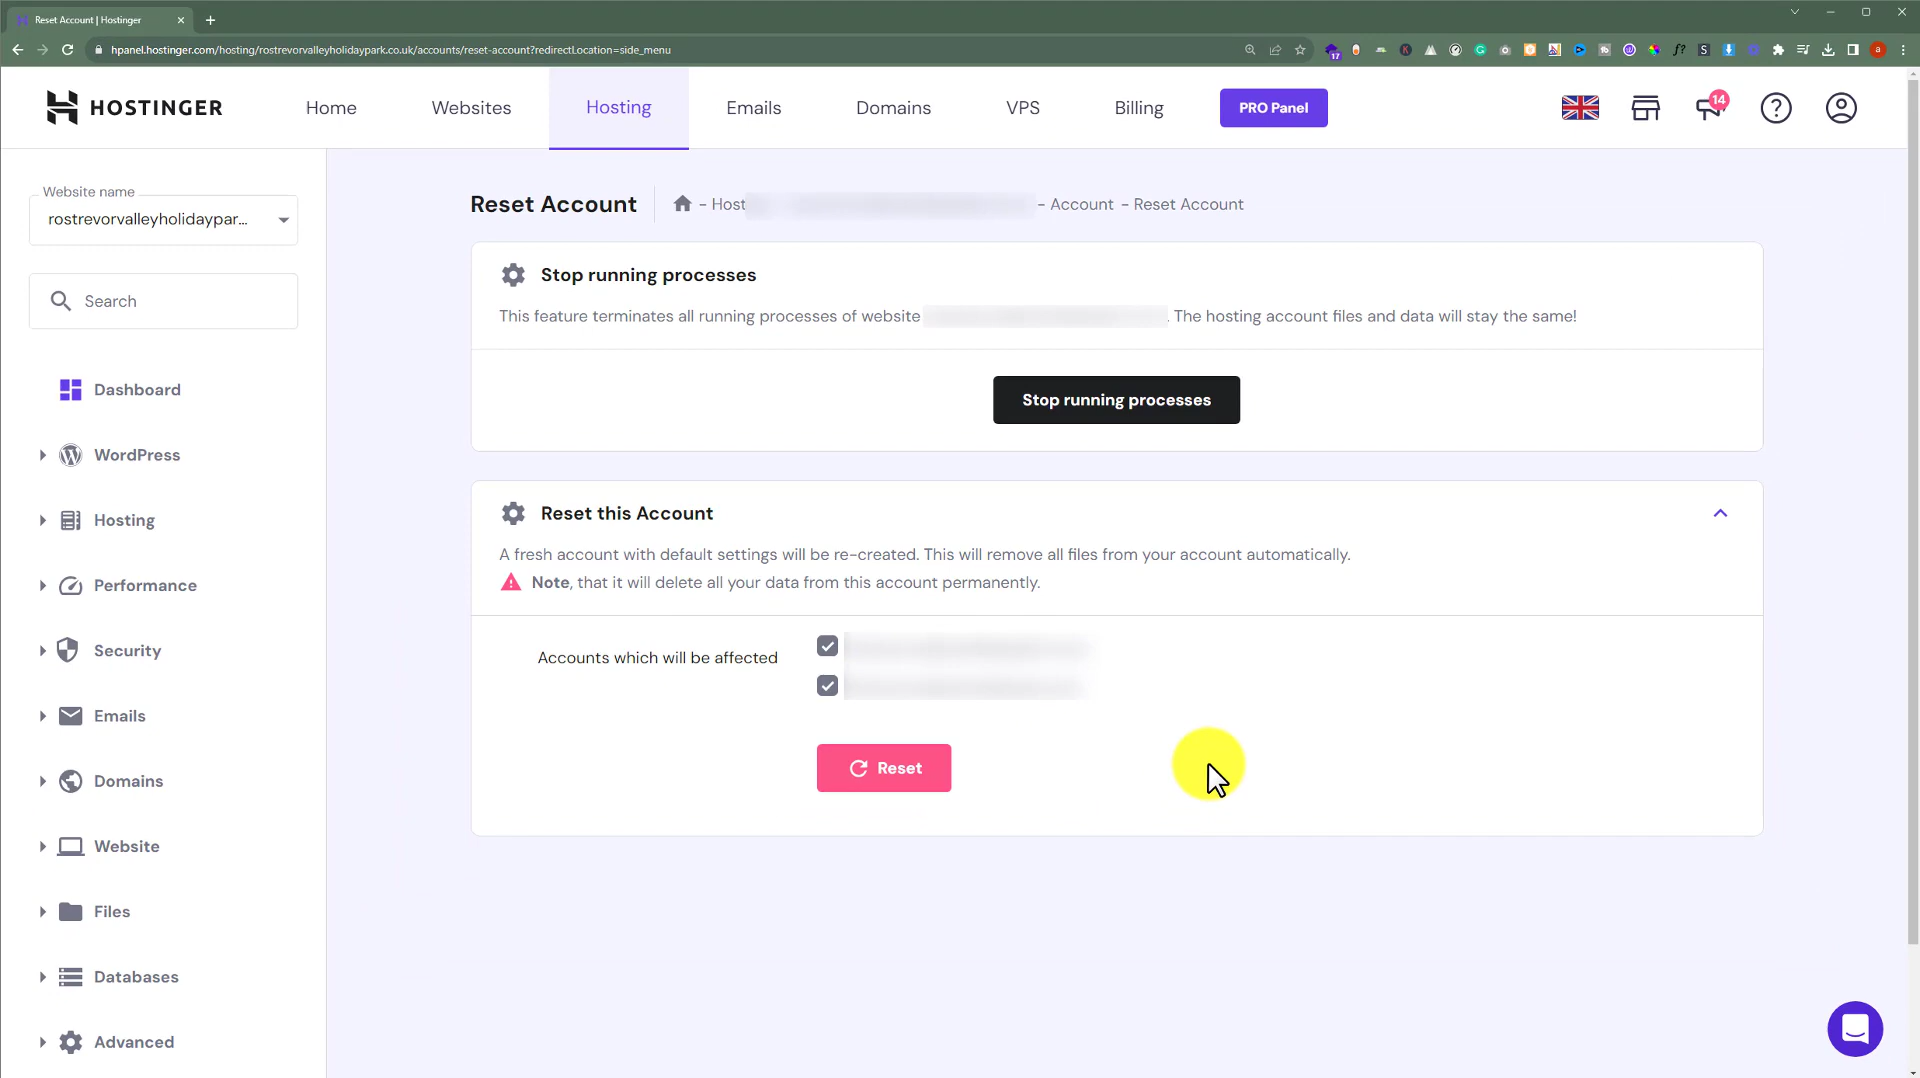 Reset Account | Hostinger
hpanel.hostinger.com/hosting/rostrevorvalleyholidaypark.co.uk/accounts/reset-account?redirectLocation=side_menu
17
HOSTINGER
Home
Websites
Hosting
Emails
Domains
VPS
Billing
PRO Panel
14
Website name
rostrevorvalleyholidaypar...
Search
Dashboard
WordPress
Hosting
Performance
Security
Emails
Domains
Website
Files
Databases
Advanced
Reset Account
- Host - Account - Reset Account
Stop running processes
This feature terminates all running processes of website . The hosting account files and data will stay the same!
Stop running processes
Reset this Account
A fresh account with default settings will be re-created. This will remove all files from your account automatically.
Note, that it will delete all your data from this account permanently.
Accounts which will be affected
Reset